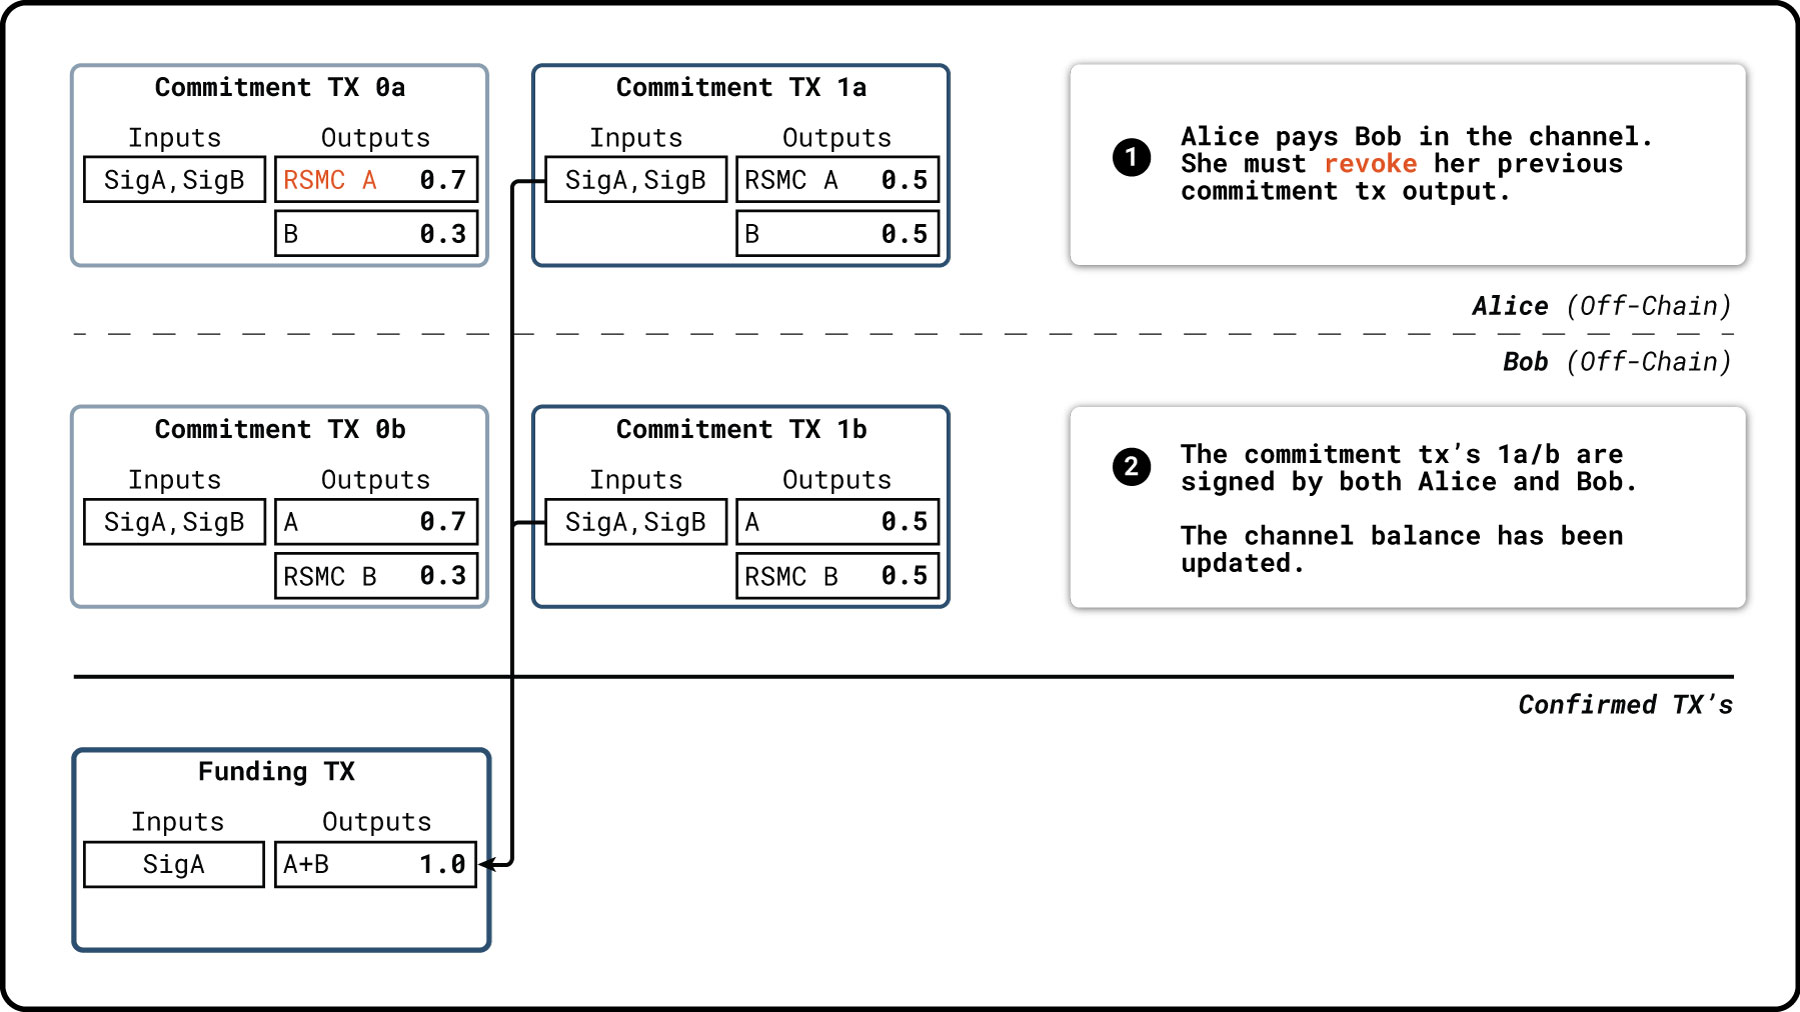 Commitment TX 0a
Inputs Outputs
SigA,SigB RSMC A 0.7
B 0.3
Commitment TX 1a
Inputs Outputs
SigA,SigB RSMC A 0.5
B 0.5
1 Alice pays Bob in the channel.
She must revoke her previous
commitment tx output.
Alice (Off-Chain)
Bob (Off-Chain)
Commitment TX 0b
Inputs Outputs
SigA,SigB A 0.7
RSMC B 0.3
Commitment TX 1b
Inputs Outputs
SigA,SigB A 0.5
RSMC B 0.5
2 The commitment tx’s 1a/b are
signed by both Alice and Bob.
The channel balance has been
updated.
Confirmed TX’s
Funding TX
Inputs Outputs
SigA A+B 1.0